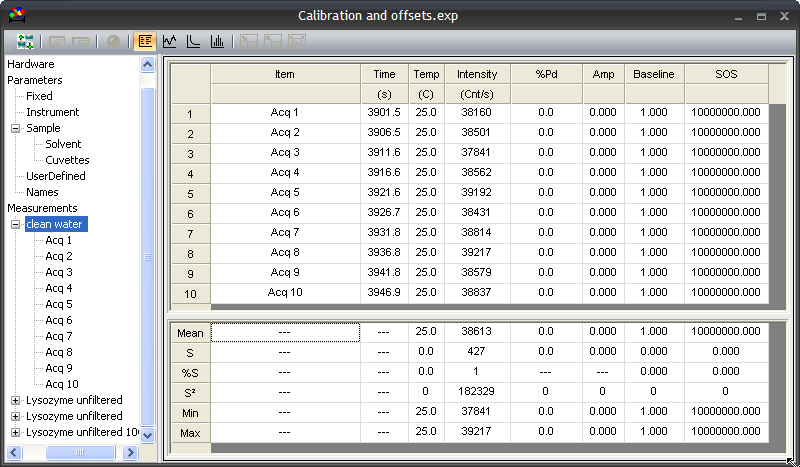 Calibration and offsets.exp
Hardware
Parameters
Fixed
Instrument
Sample
Solvent
Cuvettes
UserDefined
Names
Measurements
clean water
Acq 1
Acq 2
Acq 3
Acq 4
Acq 5
Acq 6
Acq 7
Acq 8
Acq 9
Acq 10
Lysozyme unfiltered
Lysozyme unfiltered
Lysozyme unfiltered 10
Item Time Temp Intensity %Pd Amp Baseline SOS
(s) (C) (Cnt/s)
1 Acq 1 3901.5 25.0 38160 0.0 0.000 1.000 10000000.000
2 Acq 2 3906.5 25.0 38501 0.0 0.000 1.000 10000000.000
3 Acq 3 3911.6 25.0 37841 0.0 0.000 1.000 10000000.000
4 Acq 4 3916.6 25.0 38562 0.0 0.000 1.000 10000000.000
5 Acq 5 3921.6 25.0 39192 0.0 0.000 1.000 10000000.000
6 Acq 6 3926.7 25.0 38431 0.0 0.000 1.000 10000000.000
7 Acq 7 3931.8 25.0 38814 0.0 0.000 1.000 10000000.000
8 Acq 8 3936.8 25.0 39217 0.0 0.000 1.000 10000000.000
9 Acq 9 3941.8 25.0 38579 0.0 0.000 1.000 10000000.000
10 Acq 10 3946.9 25.0 38837 0.0 0.000 1.000 10000000.000
Mean --- --- 25.0 38613 0.0 0.000 1.000 10000000.000
S --- --- 0.0 427 0.0 0.000 0.000 0.000
%S --- --- 0.0 1 --- --- 0.000 0.000
S² --- --- 0 182329 0 0 0 0
Min --- --- 25.0 37841 0.0 0.000 1.000 10000000.000
Max --- --- 25.0 39217 0.0 0.000 1.000 10000000.000